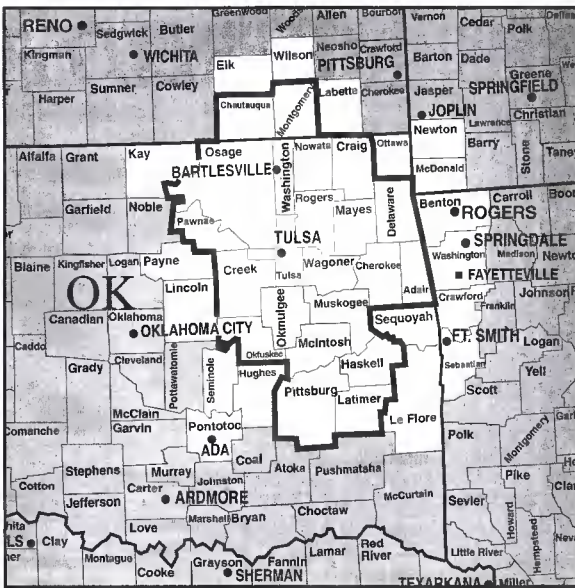 Greenwood Woods Allen Bourbon Vernon Cedar Polk Dallas
RENO Sedgwick Butler
Kingman WICHITA Wilson Neosho Crawford Barton Dade
Elk PITTSBURG Greene
Sumner Cowley Labette Cherokee Jasper SPRINGFIELD
Harper Chautauqua Montgomery JOPLIN Lawrence Christian
Newton Barry Stone Taney
Alfalfa Grant Kay Osage Nowata Craig Ottawa McDonald
BARTLESVILLE Washington
Garfield Noble Pawnee Rogers Mayes Delaware Benton Carroll Boone
ROGERS
TULSA SPRINGDALE
Blaine Kingfisher Logan Payne Creek Tulsa Wagoner Cherokee Washington Madison Newton
FAYETTEVILLE
OK Lincoln Adair Crawford Franklin Johnson
Canadian Oklahoma Okmulgee Muskogee Sequoyah
OKLAHOMA CITY McIntosh FT. SMITH Logan
Caddo Cleveland Okfuskee Haskell Sebastian
Grady Pottawatomie Seminole Hughes Yell
Pittsburg Latimer Scott
McClain Le Flore
Comanche Garvin Pontotoc Polk Montgomery
ADA Coal
Stephens Murray Johnston Atoka Pushmataha Pike
Cotton Carter McCurtain
Jefferson ARDMORE Sevier Howard Hempstead
Love Marshall Bryan Choctaw
Clay Montague Lamar Red River Little River
Cooke Grayson Fannin
SHERMAN TEXARKANA Miller